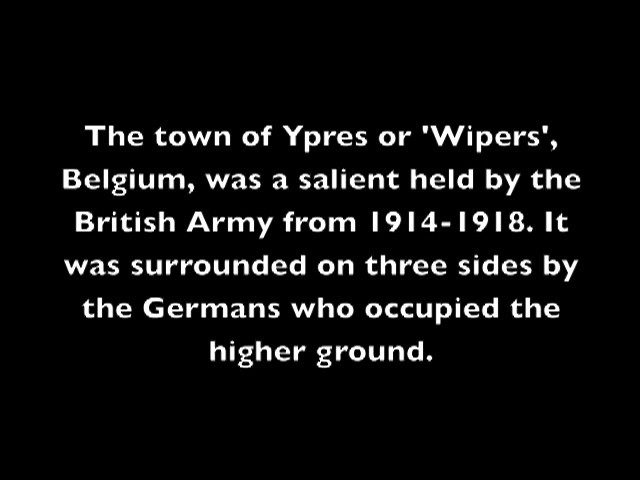 The town of Ypres or 'Wipers',
Belgium, was a salient held by the
British Army from 1914-1918. It
was surrounded on three sides by
the Germans who occupied the
higher ground.